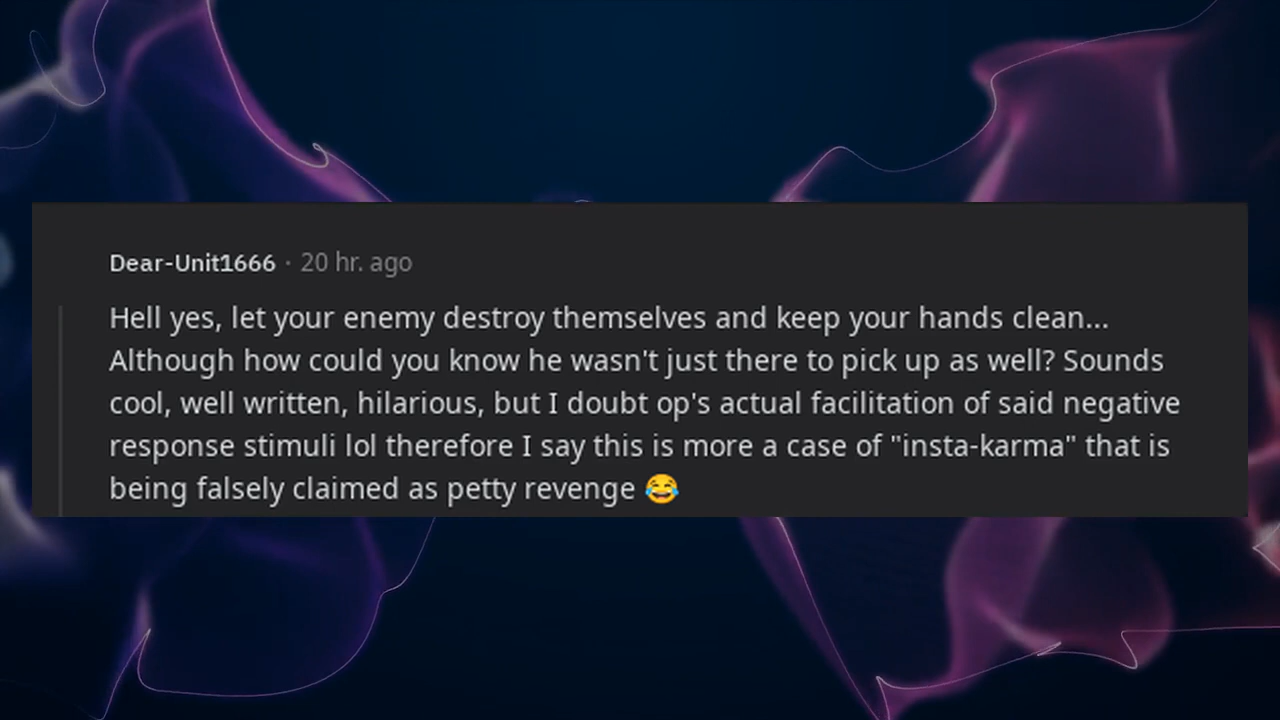 Dear-Unit1666 · 20 hr. ago
Hell yes, let your enemy destroy themselves and keep your hands clean...
Although how could you know he wasn't just there to pick up as well? Sounds
cool, well written, hilarious, but I doubt op's actual facilitation of said negative
response stimuli lol therefore I say this is more a case of "insta-karma" that is
being falsely claimed as petty revenge 😂